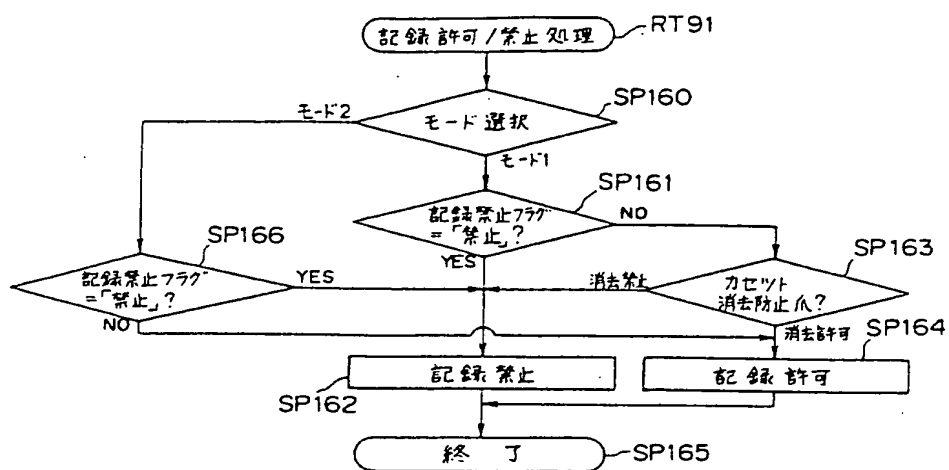 記録許可/禁止処理
RT91
SP160
モード2
モード選択
モード1
SP161
記録禁止フラグ
=「禁止」?
NO
YES
SP166
記録禁止フラグ
=「禁止」?
YES
NO
SP163
カセツト
消去防止爪?
消去禁止
消去許可
SP164
記録禁止
記録許可
SP162
終了
SP165